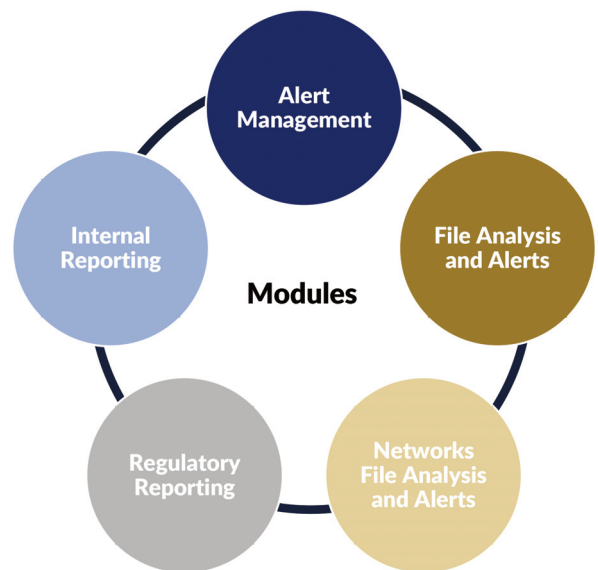 Alert
Management
File Analysis
and Alerts
Networks
File Analysis
and Alerts
Regulatory
Reporting
Internal
Reporting
Modules